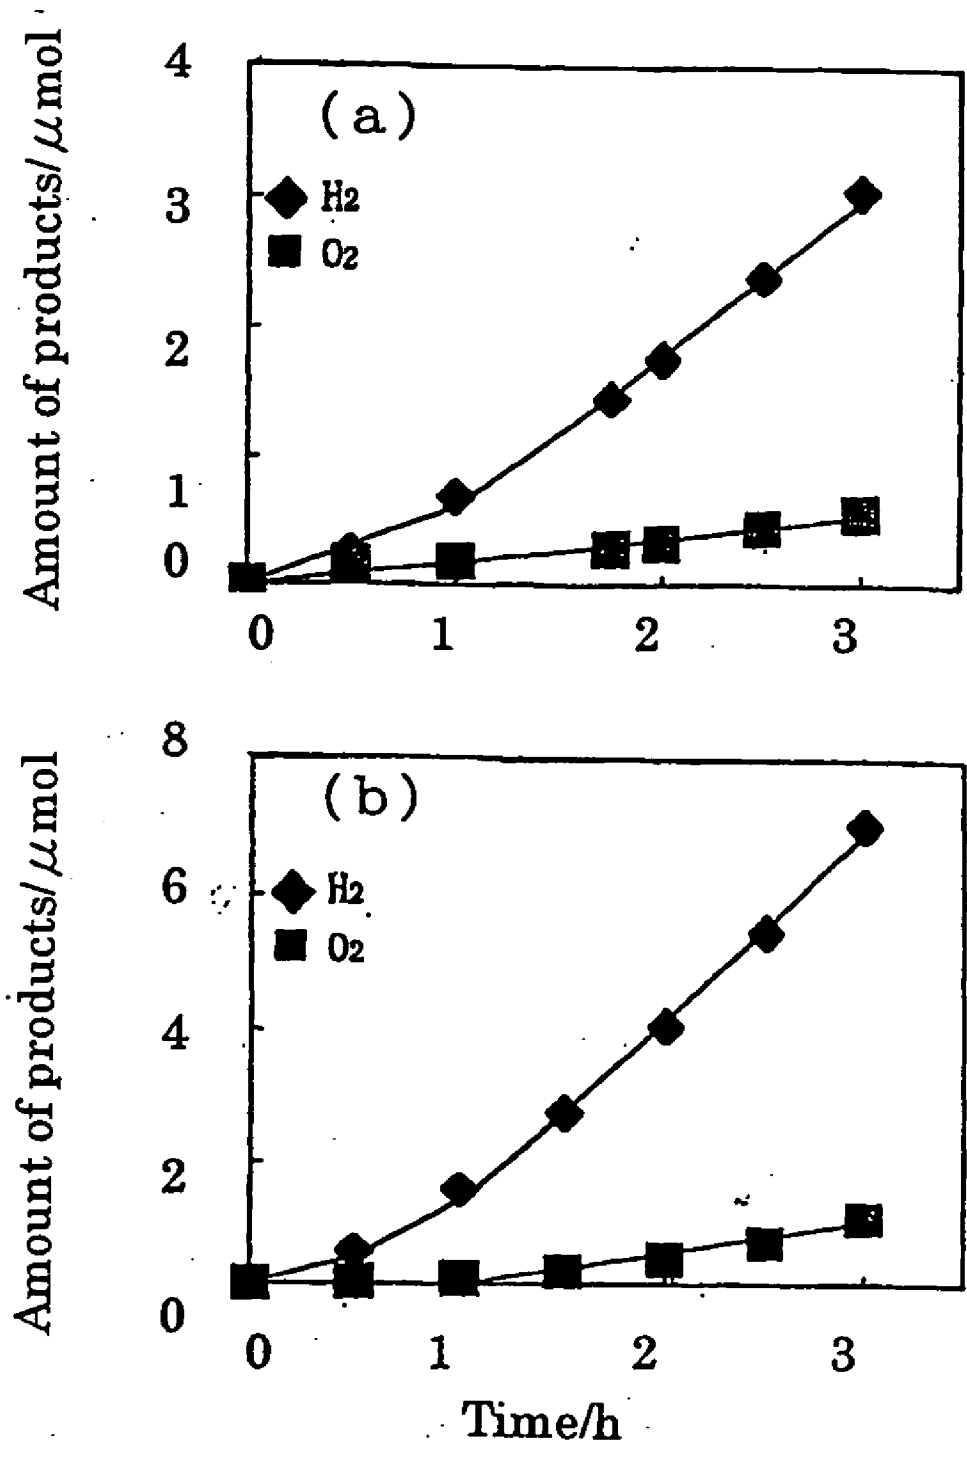 Amount of products/μmol
4
(a)
3
H2
O2
2
1
0
0 1 2 3
Amount of products/μmol
8
(b)
6
H2
O2
4
2
0
0 1 2 3
Time/h